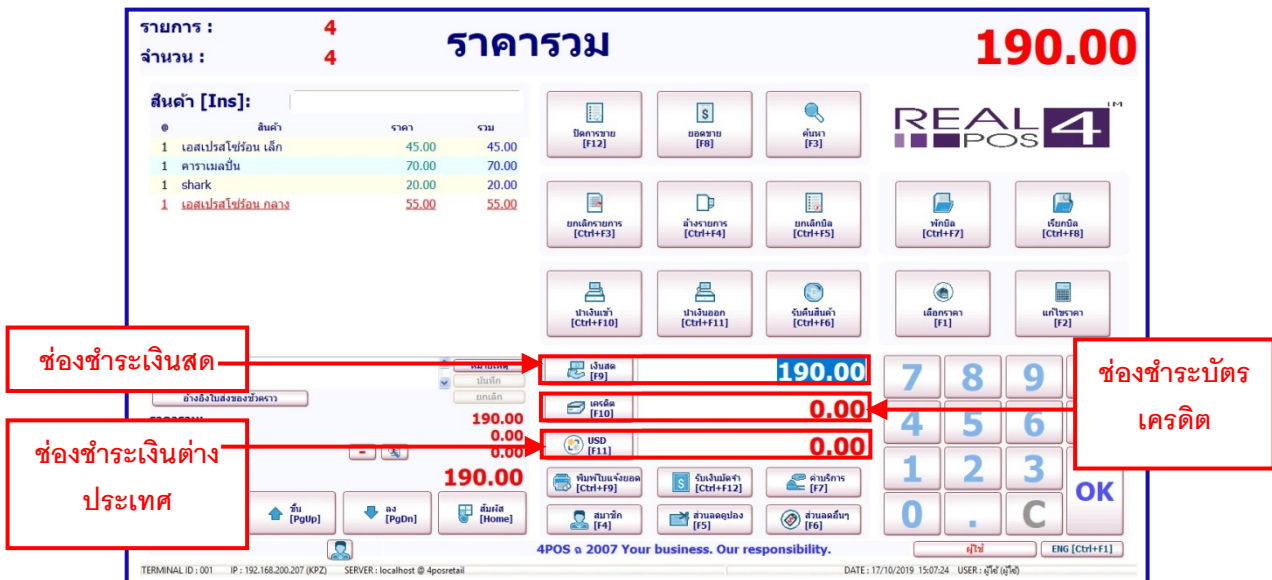 รายการ : 4
จำนวน : 4
ราคารวม
190.00
สินค้า [Ins]:
@ สินค้า ราคา รวม
1 เอสเปรสโซ่ร้อน เล็ก 45.00 45.00
1 คาราเมลปั่น 70.00 70.00
1 shark 20.00 20.00
1 เอสเปรสโซ่ร้อน กลาง 55.00 55.00
ปิดการขาย
[F12]
ยอดขาย
[F8]
ค้นหา
[F3]
REAL 4 POS
TM
ยกเลิกรายการ
[Ctrl+F3]
ล้างรายการ
[Ctrl+F4]
ยกเลิกบิล
[Ctrl+F5]
พักบิล
[Ctrl+F7]
เรียกบิล
[Ctrl+F8]
นำเงินเข้า
[Ctrl+F10]
นำเงินออก
[Ctrl+F11]
รับคืนสินค้า
[Ctrl+F6]
เลือกราคา
[F1]
แก้ไขราคา
[F2]
ช่องชำระเงินสด
หมายเหตุ
บันทึก
ยกเลิก
อ้างอิงใบส่งของชั่วคราว
190.00
0.00
0.00
190.00
ช่องชำระเงินต่าง
ประเทศ
เงินสด
[F9]
190.00
เครดิต
[F10]
0.00
USD
[F11]
0.00
ช่องชำระบัตร
เครดิต
7 8 9
4 5 6
1 2 3
0 . C
OK
พิมพ์ใบแจ้งยอด
[Ctrl+F9]
รับเงินมัดจำ
[Ctrl+F12]
ค่าบริการ
[F7]
ขึ้น
[PgUp]
ลง
[PgDn]
สัมผัส
[Home]
สมาชิก
[F4]
ส่วนลดคูปอง
[F5]
ส่วนลดอื่นๆ
[F6]
4POS ฉ 2007 Your business. Our responsibility.
ผู้ใช้
ENG [Ctrl+F1]
TERMINAL ID : 001 IP : 192.168.200.207 (KPZ) SERVER : localhost @ 4posretail DATE : 17/10/2019 15:07:24 USER : ผู้ใช้ (ผู้ใช้)